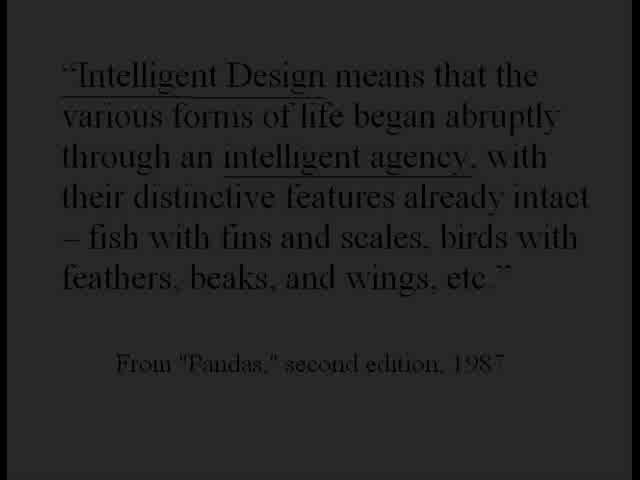 “Intelligent Design means that the
various forms of life began abruptly
through an intelligent agency, with
their distinctive features already intact
– fish with fins and scales, birds with
feathers, beaks, and wings, etc.”
From "Pandas," second edition, 1987